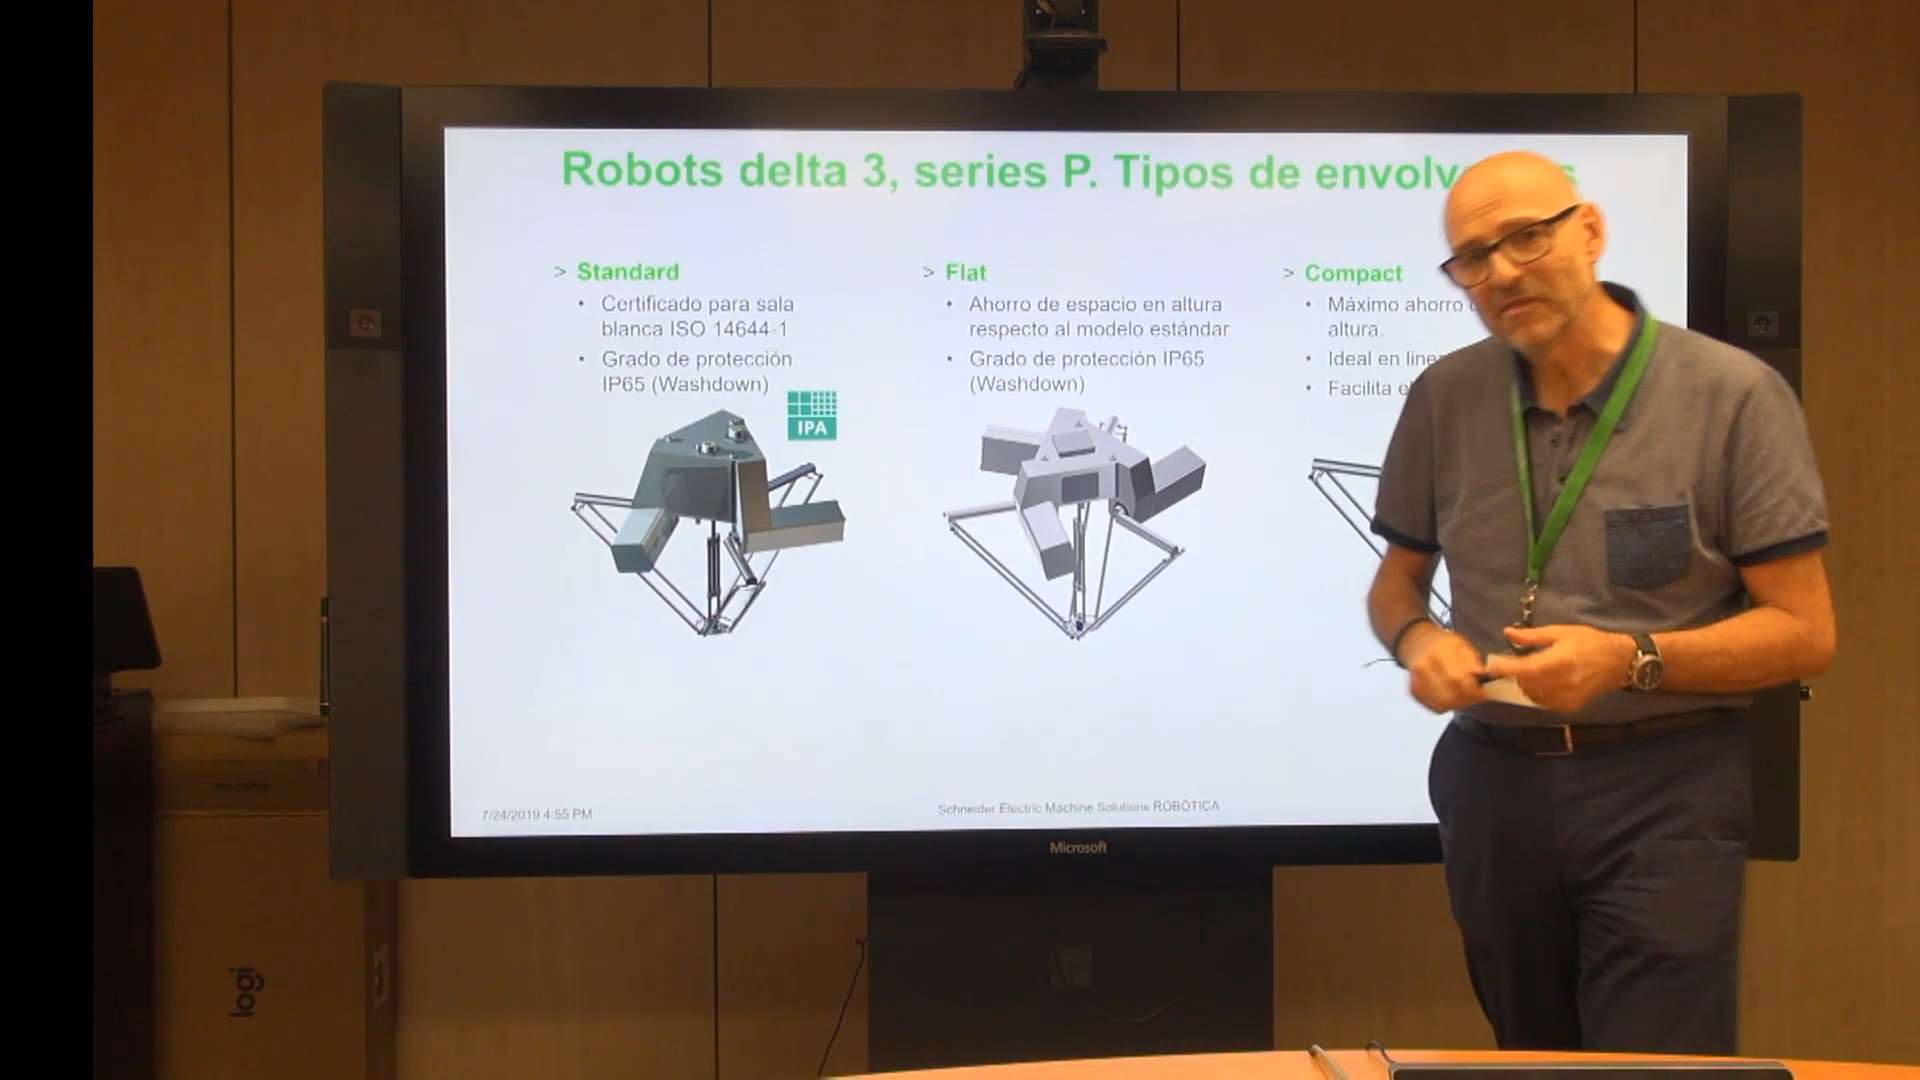 Robots delta 3, series P. Tipos de
> Standard
• Certificado para sala
blanca ISO 14644-1
• Grado de protección
IP65 (Washdown)
IPA
> Flat
• Ahorro de espacio en altura
respecto al modelo estándar
• Grado de protección IP65
(Washdown)
> Compact
• Máximo ahorro
altura.
• Ideal en
• Facilita
7/24/2019 4:55 PM
Schneider Electric Machine Solutions ROBÓTICA
Microsoft
logi